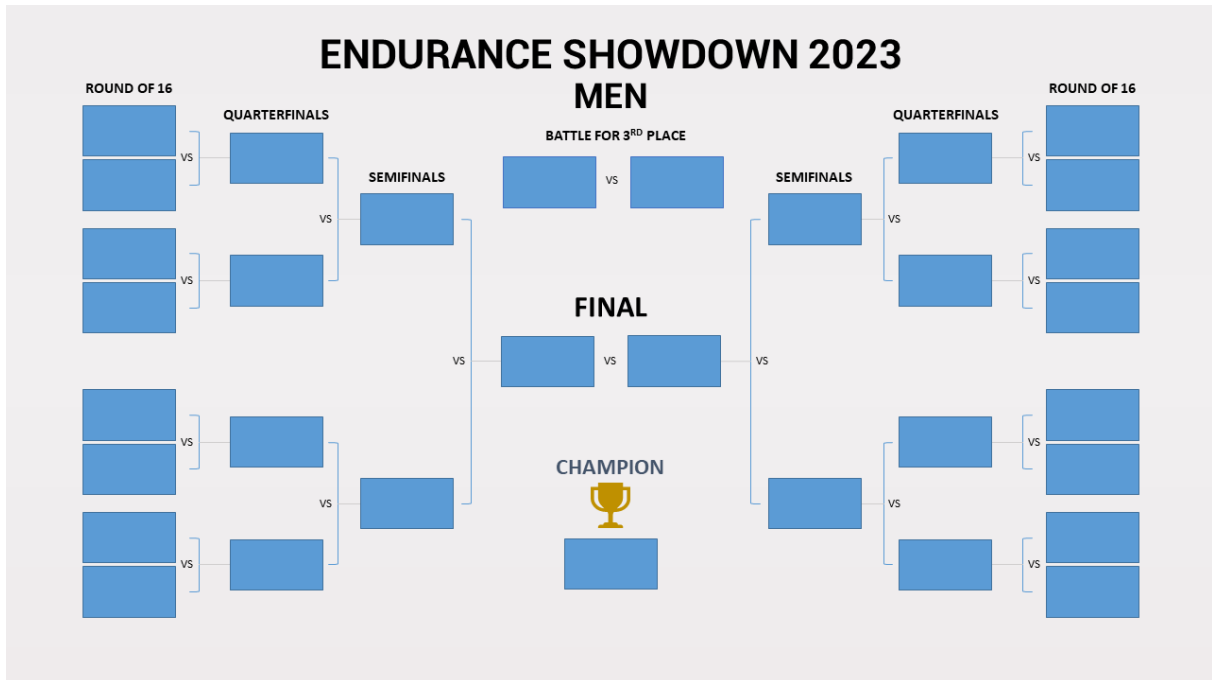 ENDURANCE SHOWDOWN 2023
MEN
ROUND OF 16
ROUND OF 16
QUARTERFINALS
QUARTERFINALS
BATTLE FOR 3RD PLACE
SEMIFINALS
SEMIFINALS
VS
VS
VS
VS
VS
VS
VS
FINAL
VS
VS
VS
VS
VS
CHAMPION
VS
VS
VS
VS